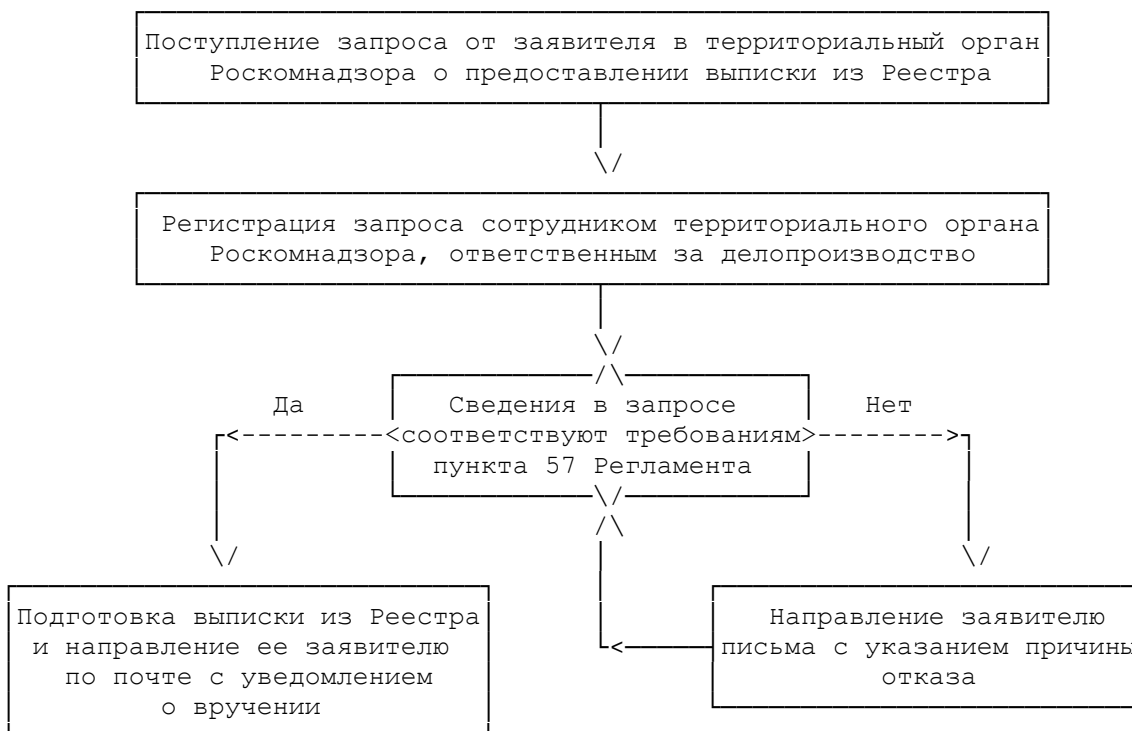 Поступление запроса от заявителя в территориальный орган
Роскомнадзора о предоставлении выписки из Реестра
Регистрация запроса сотрудником территориального органа
Роскомнадзора, ответственным за делопроизводство
Да
Сведения в запросе
Нет
соответствуют требованиям
пункта 57 Регламента
Подготовка выписки из Реестра
и направление ее заявителю
по почте с уведомлением
о вручении
Направление заявителю
письма с указанием причины
отказа